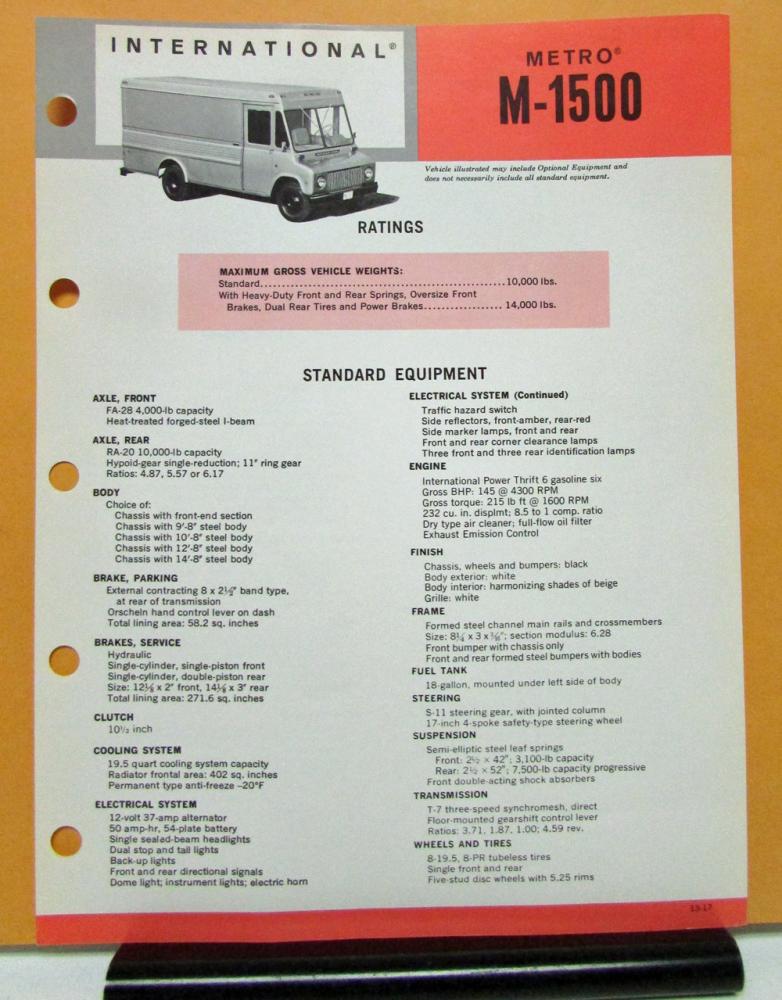 INTERNATIONAL®
METRO®
M-1500
Vehicle illustrated may include Optional Equipment and
does not necessarily include all standard equipment.
RATINGS
MAXIMUM GROSS VEHICLE WEIGHTS:
Standard..........10,000 lbs.
With Heavy-Duty Front and Rear Springs, Oversize Front
Brakes, Dual Rear Tires and Power Brakes..........14,000 lbs.
STANDARD EQUIPMENT
AXLE, FRONT
FA-28 4,000-lb capacity
Heat-treated forged-steel I-beam
AXLE, REAR
RA-20 10,000-lb capacity
Hypoid-gear single-reduction; 11" ring gear
Ratios: 4.87, 5.57 or 6.17
BODY
Choice of:
Chassis with front-end section
Chassis with 9'-8" steel body
Chassis with 10'-8" steel body
Chassis with 12'-8" steel body
Chassis with 14'-8" steel body
BRAKE, PARKING
External contracting 8 x 2½" band type,
at rear of transmission
Orscheln hand control lever on dash
Total lining area: 58.2 sq. inches
BRAKES, SERVICE
Hydraulic
Single-cylinder, single-piston front
Single-cylinder, double-piston rear
Size: 12⅛ x 2" front, 14⅛ x 3" rear
Total lining area: 271.6 sq. inches
CLUTCH
10½ inch
COOLING SYSTEM
19.5 quart cooling system capacity
Radiator frontal area: 402 sq. inches
Permanent type anti-freeze –20°F
ELECTRICAL SYSTEM
12-volt 37-amp alternator
50 amp-hr, 54-plate battery
Single sealed-beam headlights
Dual stop and tail lights
Back-up lights
Front and rear directional signals
Dome light; instrument lights; electric horn
ELECTRICAL SYSTEM (Continued)
Traffic hazard switch
Side reflectors, front-amber, rear-red
Side marker lamps, front and rear
Front and rear corner clearance lamps
Three front and three rear identification lamps
ENGINE
International Power Thrift 6 gasoline six
Gross BHP: 145 @ 4300 RPM
Gross torque: 215 lb ft @ 1600 RPM
232 cu. in. displmt; 8.5 to 1 comp. ratio
Dry type air cleaner; full-flow oil filter
Exhaust Emission Control
FINISH
Chassis, wheels and bumpers: black
Body exterior: white
Body interior: harmonizing shades of beige
Grille: white
FRAME
Formed steel channel main rails and crossmembers
Size: 8¼ x 3 x section modulus: 6.28
Front bumper with chassis only
Front and rear formed steel bumpers with bodies
FUEL TANK
18-gallon, mounted under left side of body
STEERING
S-11 steering gear, with jointed column
17-inch 4-spoke safety-type steering wheel
SUSPENSION
Semi-elliptic steel leaf springs
Front: 2½ x 42"; 3,100-lb capacity
Rear: 2½ x 52"; 7,500-lb capacity progressive
Front double-acting shock absorbers
TRANSMISSION
T-7 three-speed synchromesh, direct
Floor-mounted gearshift control lever
Ratios: 3.71, 1.87, 1.00; 4.59 rev.
WHEELS AND TIRES
8-19.5, 8-PR tubeless tires
Single front and rear
Five-stud disc wheels with 5.25 rims